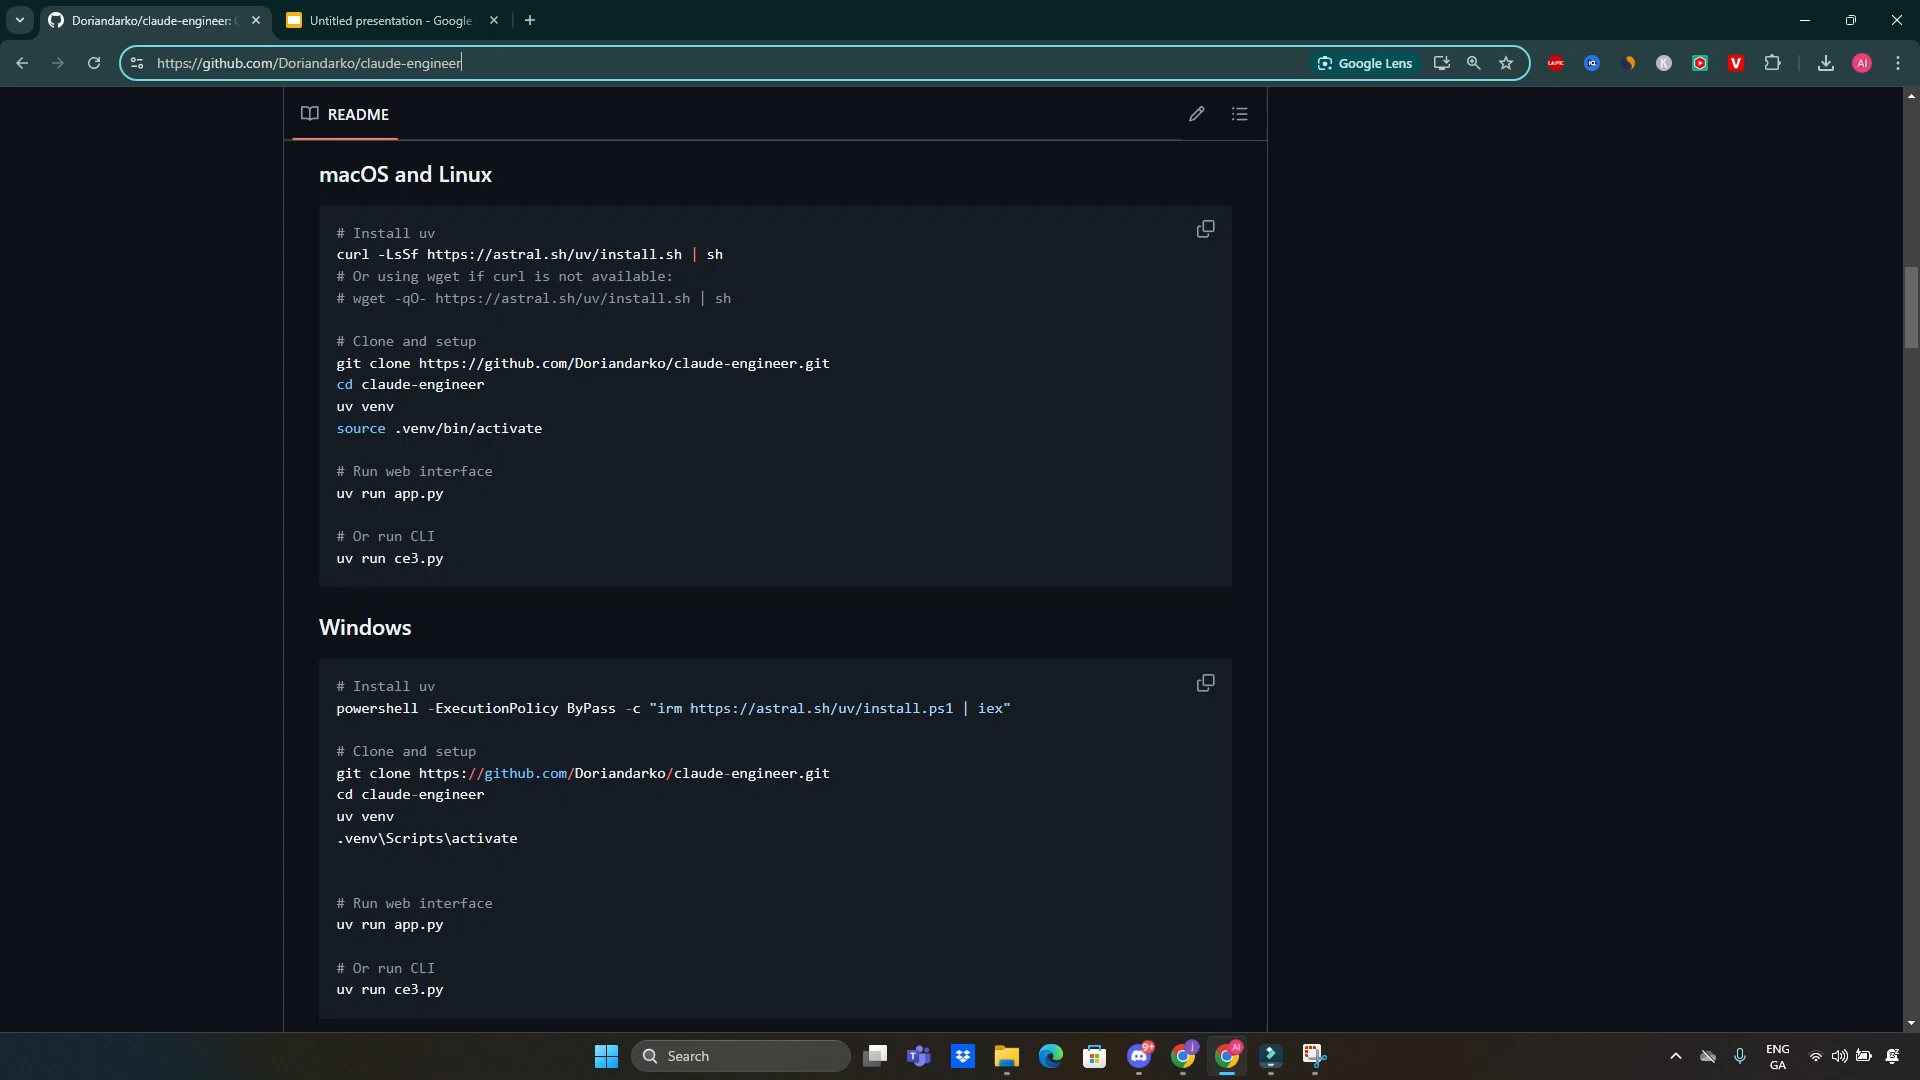 Doriandarko/claude-engineer: C
Untitled presentation - Google
https://github.com/Doriandarko/claude-engineer
Google Lens
AI
README
macOS and Linux
# Install uv
curl -LsSf https://astral.sh/uv/install.sh | sh
# Or using wget if curl is not available:
# wget -qO- https://astral.sh/uv/install.sh | sh
# Clone and setup
git clone https://github.com/Doriandarko/claude-engineer.git
cd claude-engineer
uv venv
source .venv/bin/activate
# Run web interface
uv run app.py
# Or run CLI
uv run ce3.py
Windows
# Install uv
powershell -ExecutionPolicy ByPass -c "irm https://astral.sh/uv/install.ps1 | iex"
# Clone and setup
git clone https://github.com/Doriandarko/claude-engineer.git
cd claude-engineer
uv venv
.venv\Scripts\activate
# Run web interface
uv run app.py
# Or run CLI
uv run ce3.py
Search
9+
AI
ENG
GA